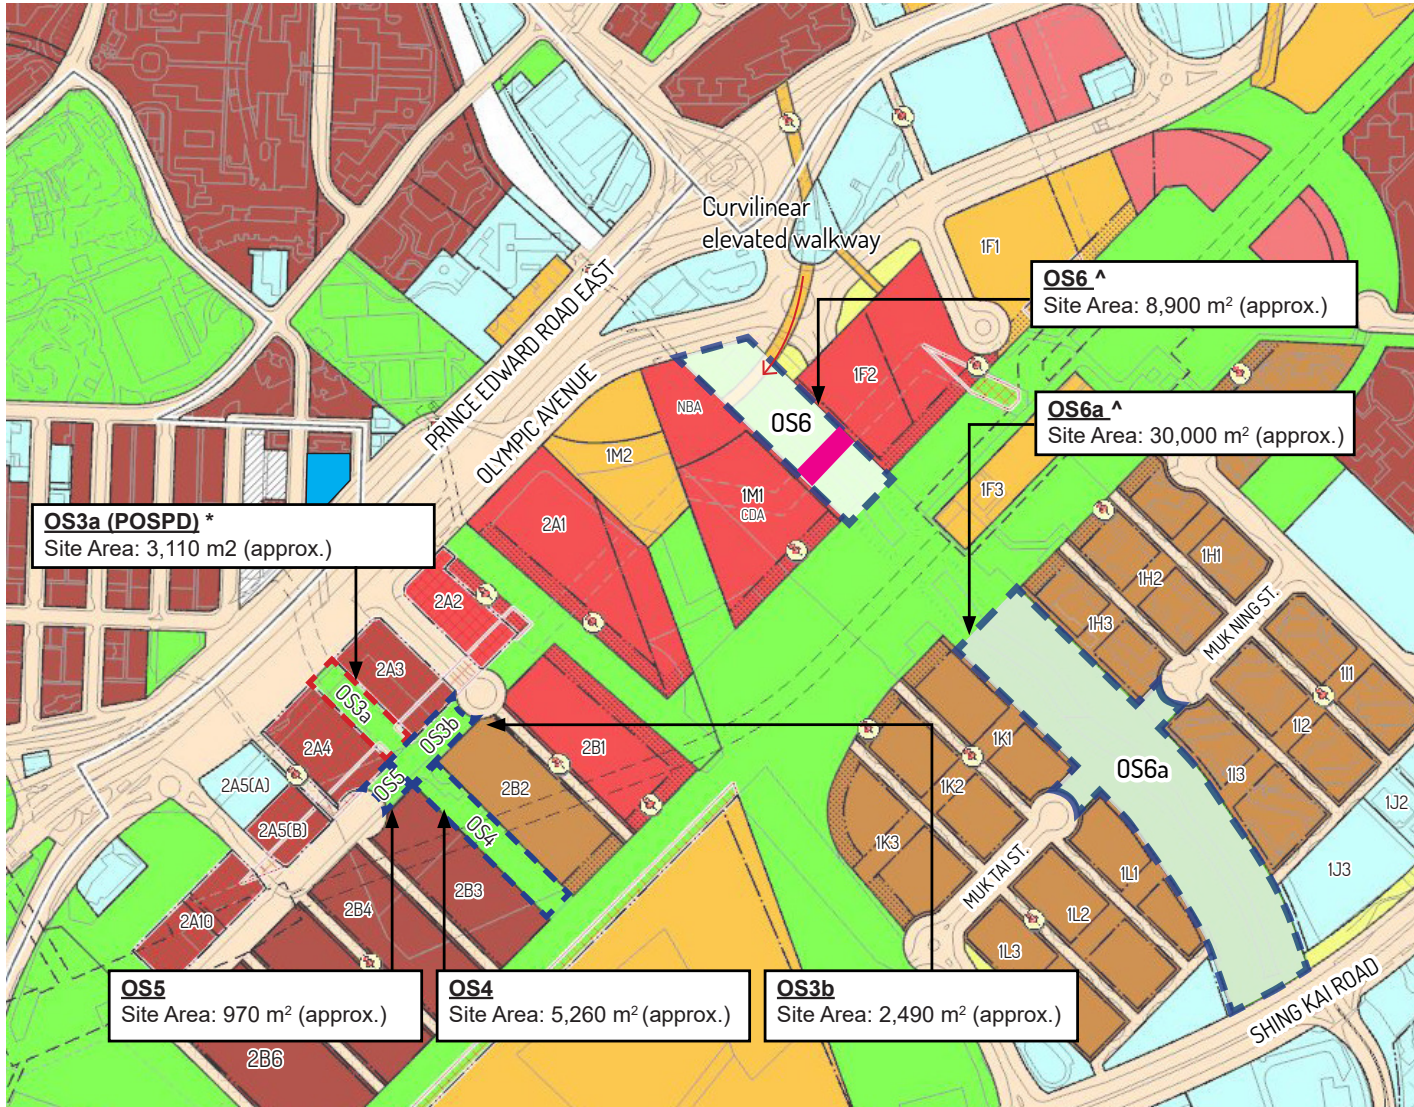 Curvilinear
elevated walkway
1F1
OS6 ^
Site Area: 8,900 m² (approx.)
PRINCE EDWARD ROAD EAST
OLYMPIC AVENUE
1F2
NBA
OS6
OS6a ^
Site Area: 30,000 m² (approx.)
1M2
1M1
CDA
1F3
2A1
OS3a (POSPD) *
Site Area: 3,110 m2 (approx.)
1H1
1H2
2A2
1H3
MUK NING ST.
2A3
1I1
OS3a
1I2
OS3b
2A4
2B1
1K1
OS6a
1I3
2A5(A)
OS5
2B2
1K2
1J2
2A5(B)
OS4
1K3
MUK TAI ST.
1L1
1J3
2B3
2B4
2A10
1L2
1L3
SHING KAI ROAD
OS5
Site Area: 970 m² (approx.)
OS4
Site Area: 5,260 m² (approx.)
OS3b
Site Area: 2,490 m² (approx.)
2B6